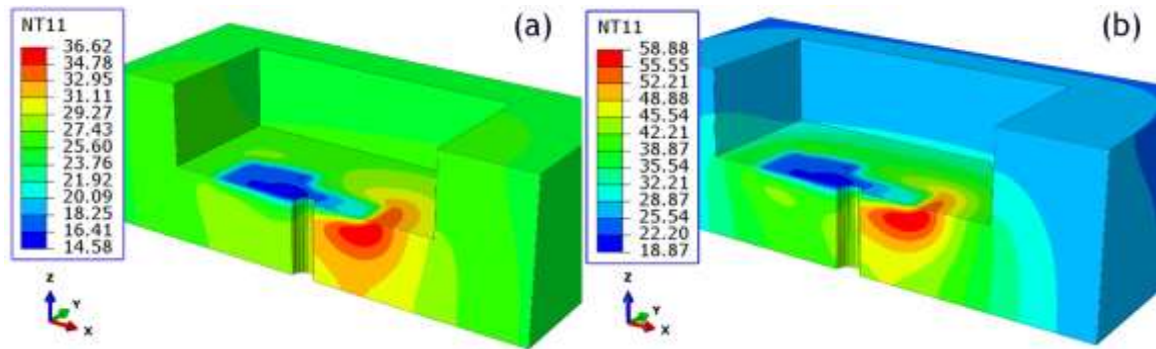 NT11
36.62
34.78
32.95
31.11
29.27
27.43
25.60
23.76
21.92
20.09
18.25
16.41
14.58
(a)
Z
Y
X
NT11
58.88
55.55
52.21
48.88
45.54
42.21
38.87
35.54
32.21
28.87
25.54
22.20
18.87
(b)
Z
Y
X